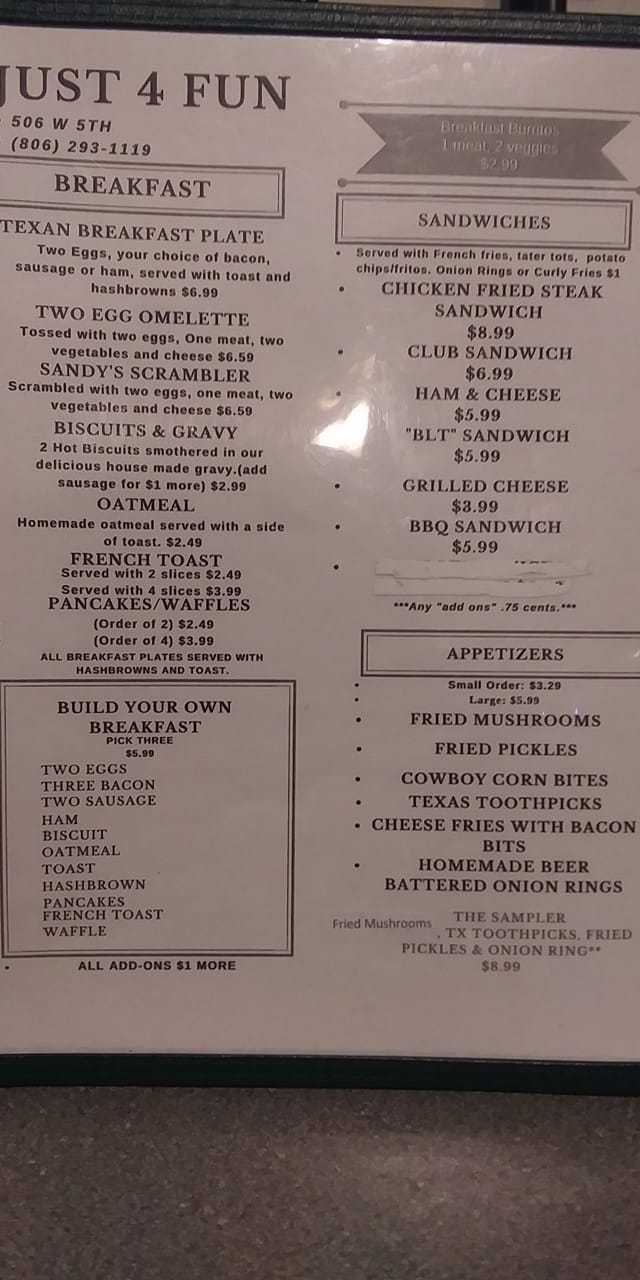 JUST 4 FUN
506 W 5TH
(806) 293-1119
BREAKFAST
TEXAN BREAKFAST PLATE
Two Eggs, your choice of bacon,
sausage or ham, served with toast and
hashbrowns $6.99
TWO EGG OMELETTE
Tossed with two eggs, One meat, two
vegetables and cheese $6.59
SANDY'S SCRAMBLER
Scrambled with two eggs, one meat, two
vegetables and cheese $6.59
BISCUITS & GRAVY
2 Hot Biscuits smothered in our
delicious house made gravy.(add
sausage for $1 more) $2.99
OATMEAL
Homemade oatmeal served with a side
of toast. $2.49
FRENCH TOAST
Served with 2 slices $2.49
Served with 4 slices $3.99
PANCAKES/WAFFLES
(Order of 2) $2.49
(Order of 4) $3.99
ALL BREAKFAST PLATES SERVED WITH
HASHBROWNS AND TOAST.
BUILD YOUR OWN
BREAKFAST
PICK THREE
$5.99
TWO EGGS
THREE BACON
TWO SAUSAGE
HAM
BISCUIT
OATMEAL
TOAST
HASHBROWN
PANCAKES
FRENCH TOAST
WAFFLE
• ALL ADD-ONS $1 MORE
Breakfast Burritos
1 meat, 2 veggies
$2.99
SANDWICHES
• Served with French fries, tater tots, potato
chips/fritos. Onion Rings or Curly Fries $1
• CHICKEN FRIED STEAK
SANDWICH
$8.99
• CLUB SANDWICH
$6.99
• HAM & CHEESE
$5.99
• "BLT" SANDWICH
$5.99
• GRILLED CHEESE
$3.99
• BBQ SANDWICH
$5.99
***Any "add ons" .75 cents.***
APPETIZERS
• Small Order: $3.29
• Large: $5.99
• FRIED MUSHROOMS
• FRIED PICKLES
• COWBOY CORN BITES
• TEXAS TOOTHPICKS
• CHEESE FRIES WITH BACON
BITS
• HOMEMADE BEER
BATTERED ONION RINGS
THE SAMPLER
Fried Mushrooms , TX TOOTHPICKS, FRIED
PICKLES & ONION RING**
$8.99